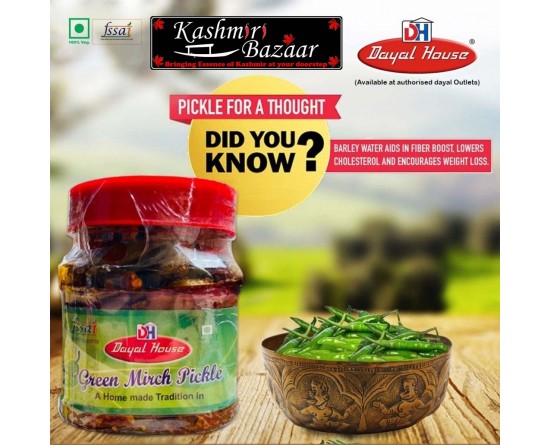 100% Veg.
fssai
Kashmiri
Bazaar
Bringing Essence of Kashmir at your doorstep
DH
Dayal House
®
(Available at authorised dayal Outlets)
PICKLE FOR A THOUGHT
DID YOU
KNOW?
BARLEY WATER AIDS IN FIBER BOOST, LOWERS
CHOLESTEROL AND ENCOURAGES WEIGHT LOSS.
fssai
DH
Dayal House
Green Mirch Pickle
A Home made Tradition in